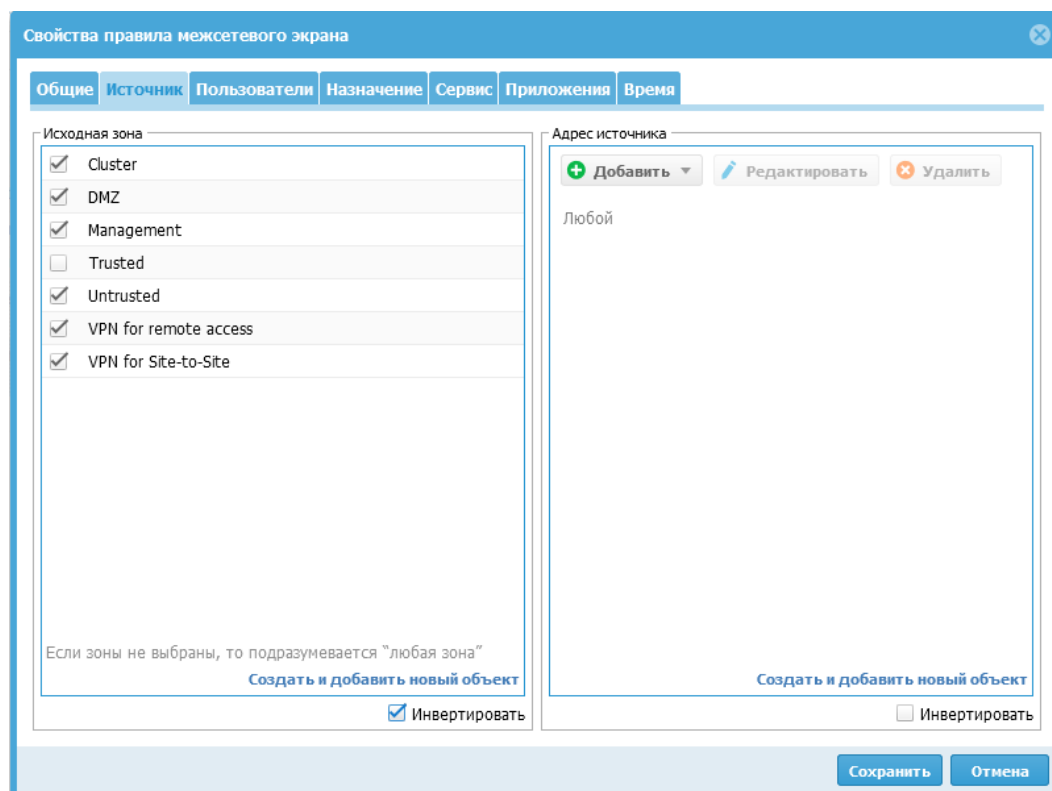 Свойства правила межсетевого экрана
Общие Источник Пользователи Назначение Сервис Приложения Время
Исходная зона
Cluster
DMZ
Management
Trusted
Untrusted
VPN for remote access
VPN for Site-to-Site
Если зоны не выбраны, то подразумевается “любая зона”
Создать и добавить новый объект
Инвертировать
Адрес источника
Добавить Редактировать Удалить
Любой
Создать и добавить новый объект
Инвертировать
Сохранить Отмена